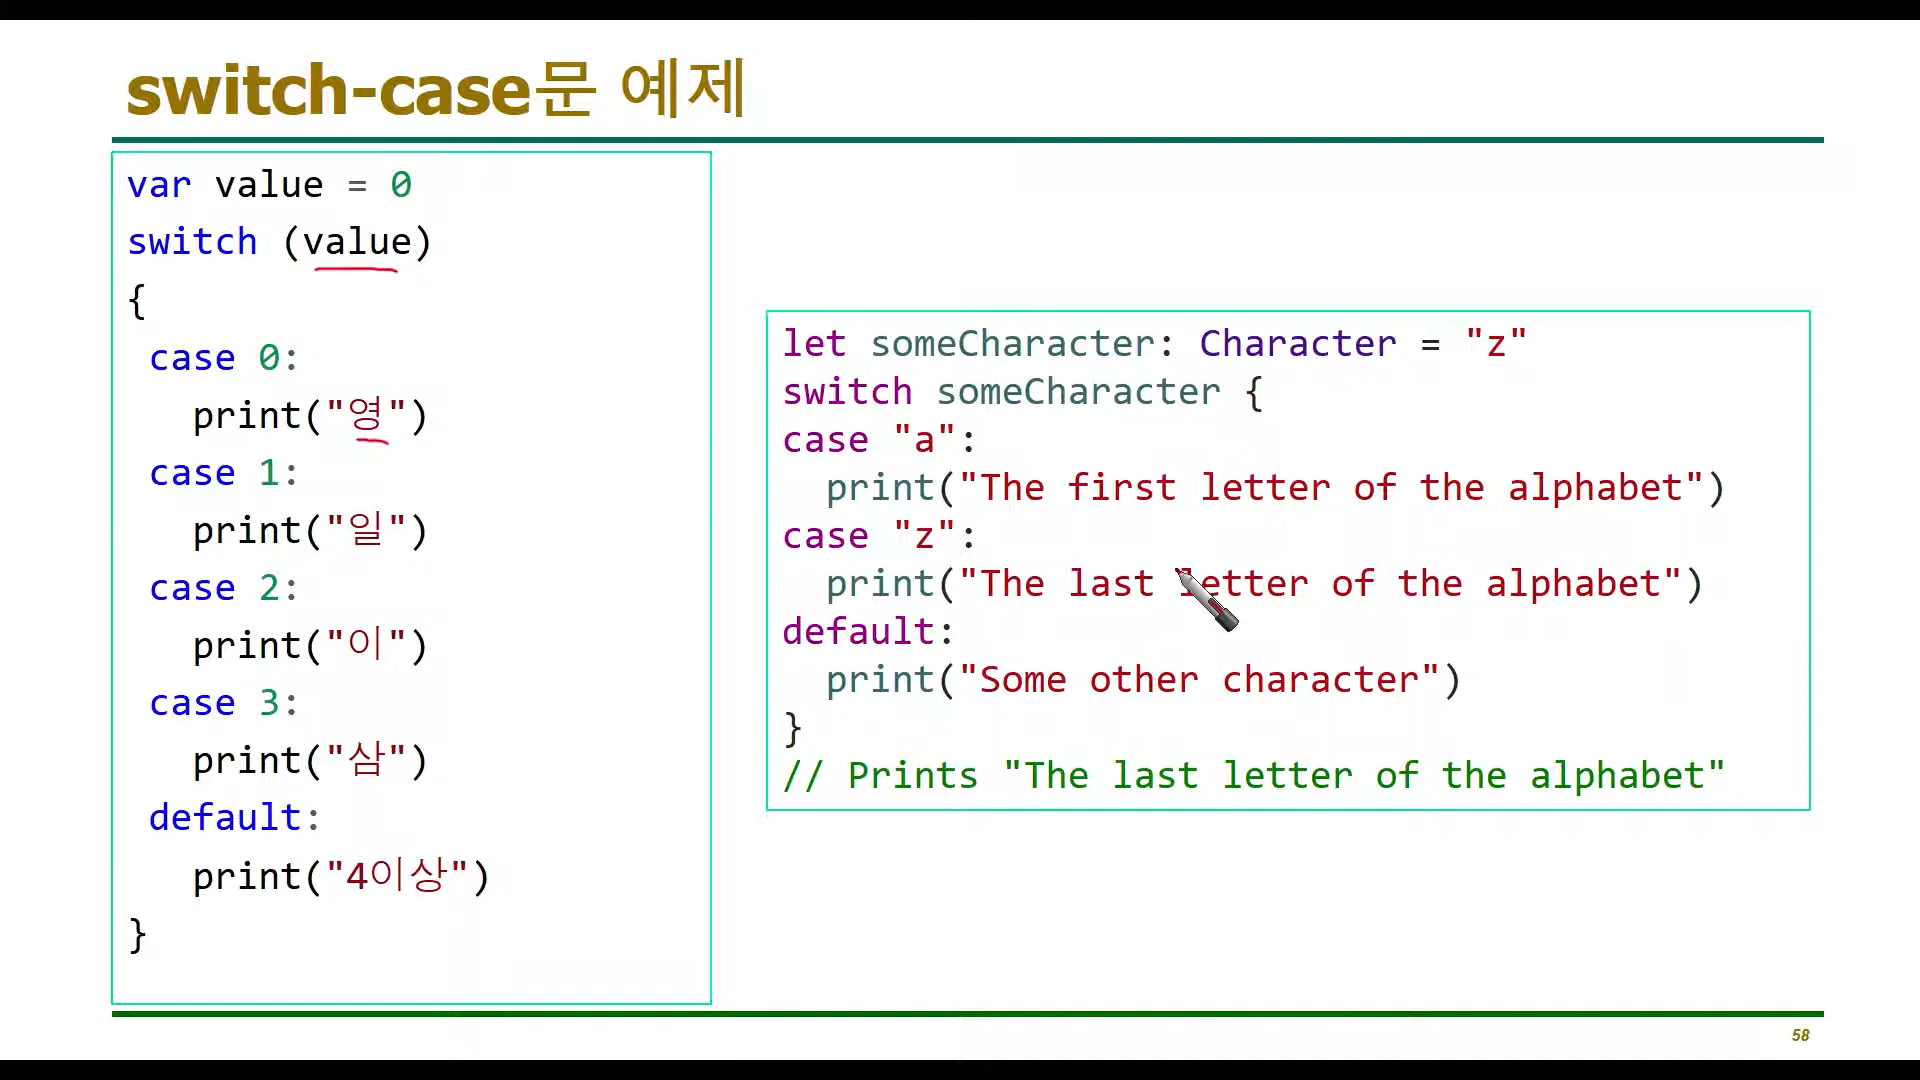 switch-case문 예제
var value = 0
switch (value)
{
case 0:
print("영")
case 1:
print("일")
case 2:
print("이")
case 3:
print("삼")
default:
print("4이상")
}
let someCharacter: Character = "z"
switch someCharacter {
case "a":
print("The first letter of the alphabet")
case "z":
print("The last letter of the alphabet")
default:
print("Some other character")
}
// Prints "The last letter of the alphabet"
58